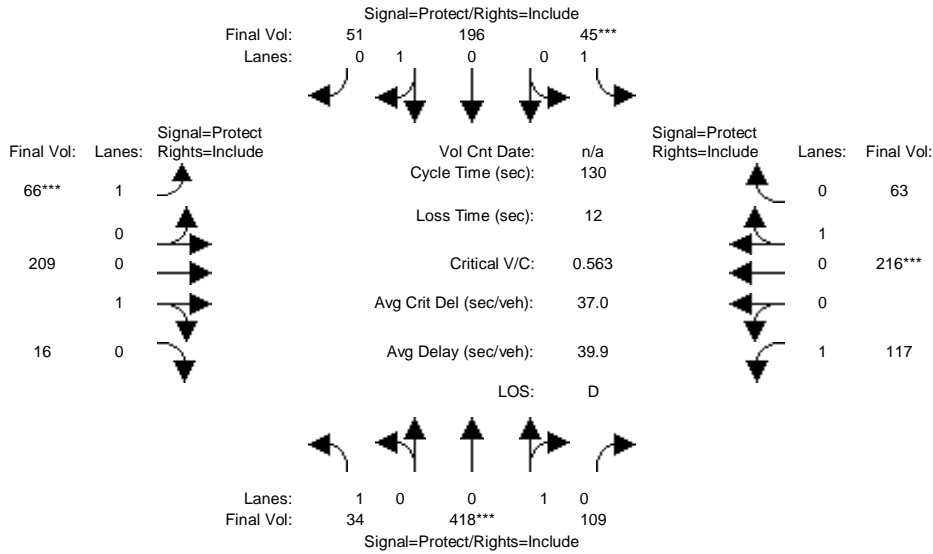 Signal=Protect/Rights=Include
Final Vol: 51 196 45***
Lanes: 0 1 0 0 1
Signal=Protect Signal=Protect
Final Vol: Lanes: Rights=Include Vol Cnt Date: n/a Rights=Include Lanes: Final Vol:
Cycle Time (sec): 130
66*** 1 0 63
Loss Time (sec): 12
0 1
209 0 Critical V/C: 0.563 0 216***
1 Avg Crit Del (sec/veh): 37.0 0
16 0 Avg Delay (sec/veh): 39.9 1 117
LOS: D
Lanes: 1 0 0 1 0
Final Vol: 34 418*** 109
Signal=Protect/Rights=Include